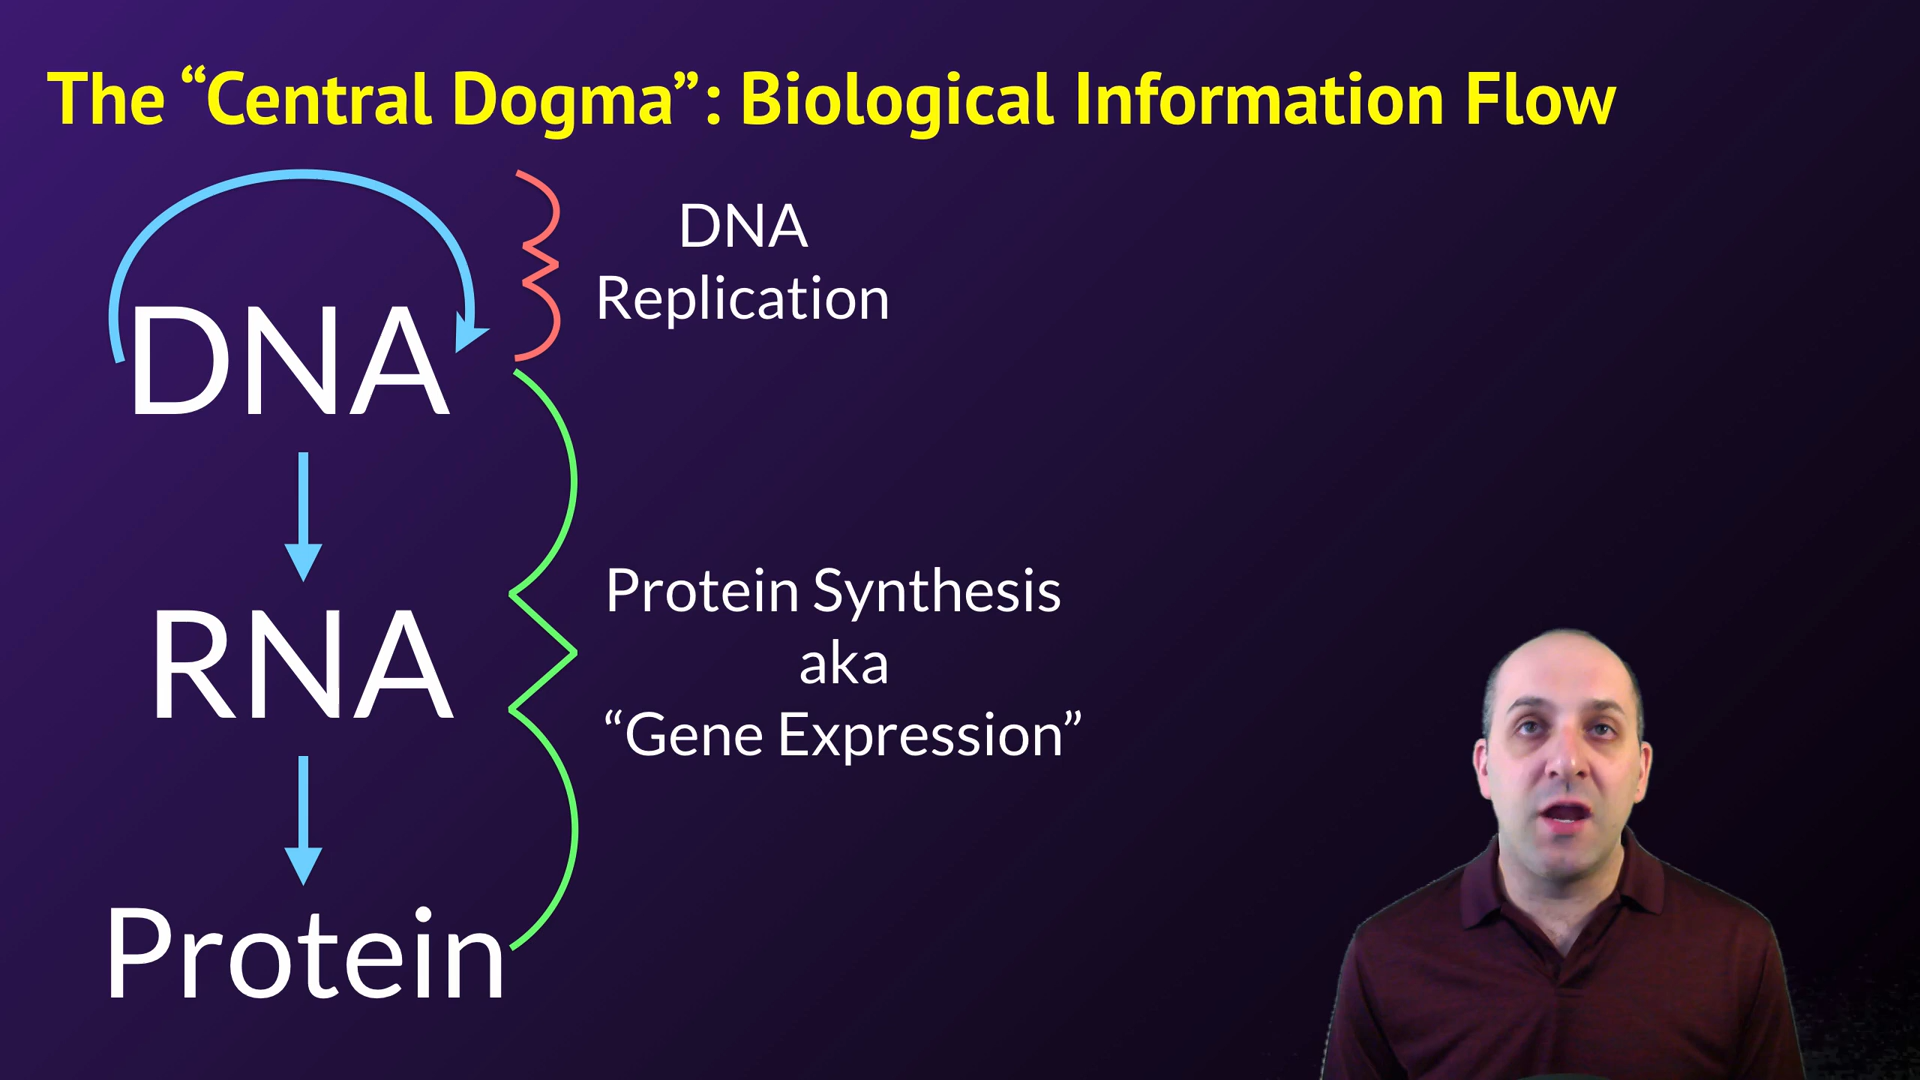 The “Central Dogma”: Biological Information Flow
DNA
Replication
DNA
RNA
Protein Synthesis
aka
“Gene Expression”
Protein